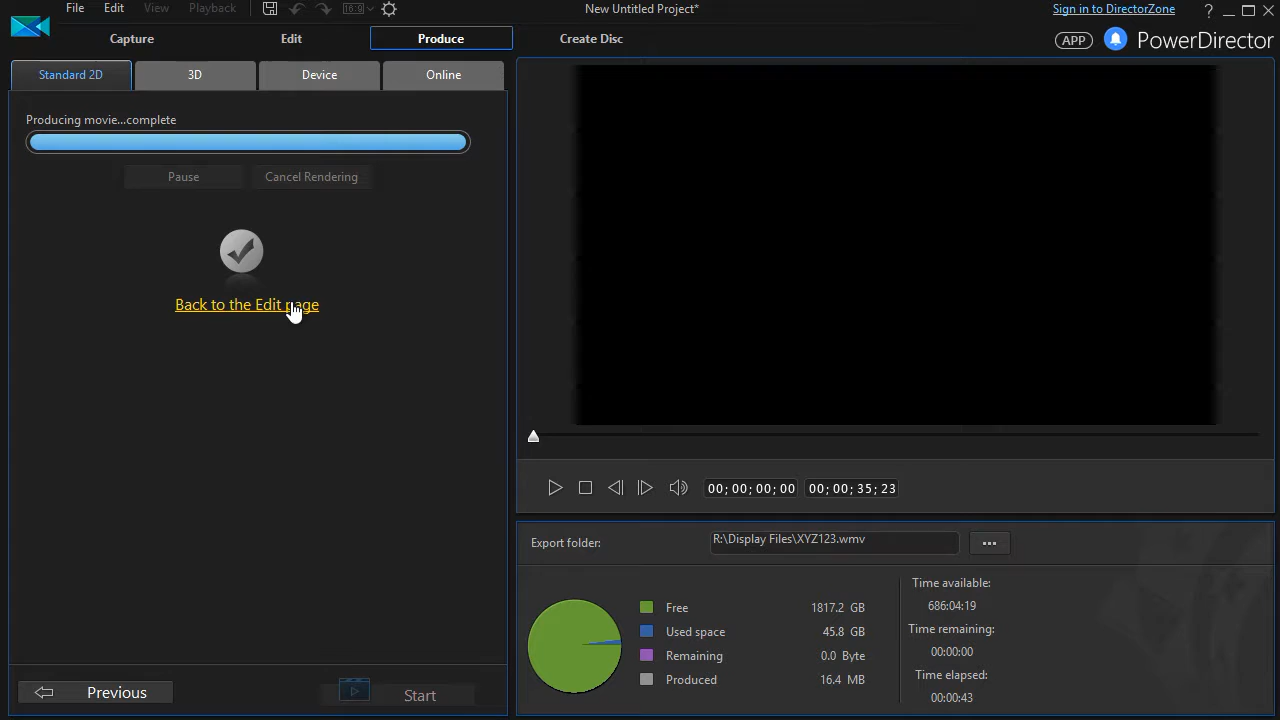 File Edit View Playback 16:9 New Untitled Project* Sign in to DirectorZone ?
Capture Edit Produce Create Disc APP PowerDirector
Standard 2D 3D Device Online
Producing movie...complete
Pause Cancel Rendering
Back to the Edit page
00; 00; 00; 00 00; 00; 35; 23
Export folder: R:\Display Files\XYZ123.wmv ...
Free 1817.2 GB
Used space 45.8 GB
Remaining 0.0 Byte
Produced 16.4 MB
Time available:
686:04:19
Time remaining:
00:00:00
Time elapsed:
00:00:43
Previous Start